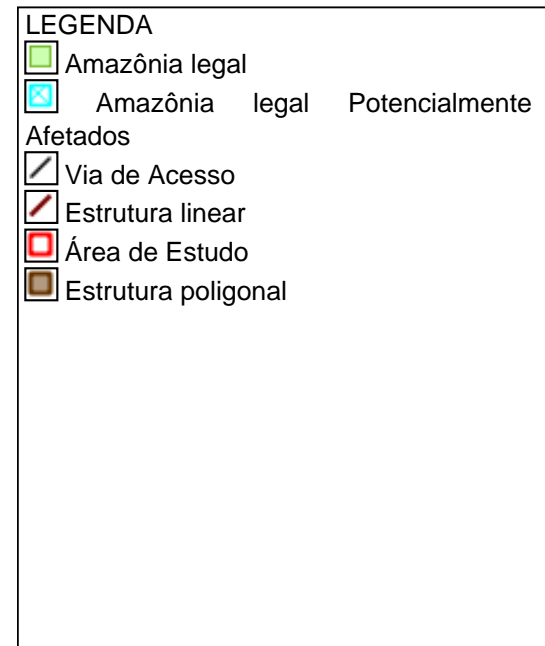 LEGENDA
Amazônia legal
Amazônia legal Potencialmente
Afetados
Via de Acesso
Estrutura linear
Área de Estudo
Estrutura poligonal